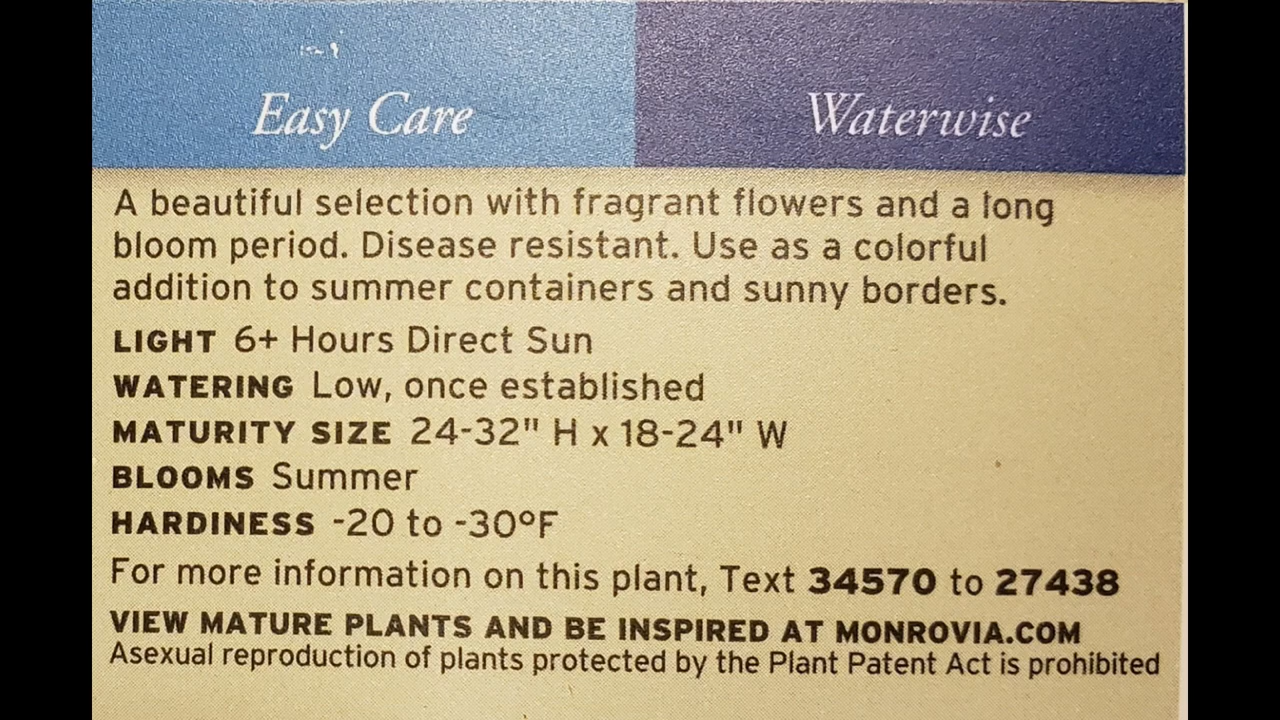 Easy Care
Waterwise
A beautiful selection with fragrant flowers and a long
bloom period. Disease resistant. Use as a colorful
addition to summer containers and sunny borders.
LIGHT 6+ Hours Direct Sun
WATERING Low, once established
MATURITY SIZE 24-32" H x 18-24" W
BLOOMS Summer
HARDINESS -20 to -30°F
For more information on this plant, Text 34570 to 27438
VIEW MATURE PLANTS AND BE INSPIRED AT MONROVIA.COM
Asexual reproduction of plants protected by the Plant Patent Act is prohibited